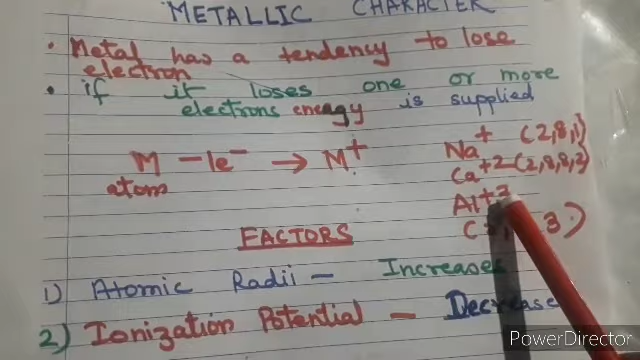 METALLIC CHARACTER
• Metal has a tendency to lose
electron
• if it loses one or more
electrons energy is supplied
M – 1e⁻ → M⁺
atom
Na⁺ (2,8,1)
Ca⁺² (2,8,8,2)
Al⁺³
3)
FACTORS
1) Atomic Radii – Increases
2) Ionization Potential – Decrease
PowerDirector